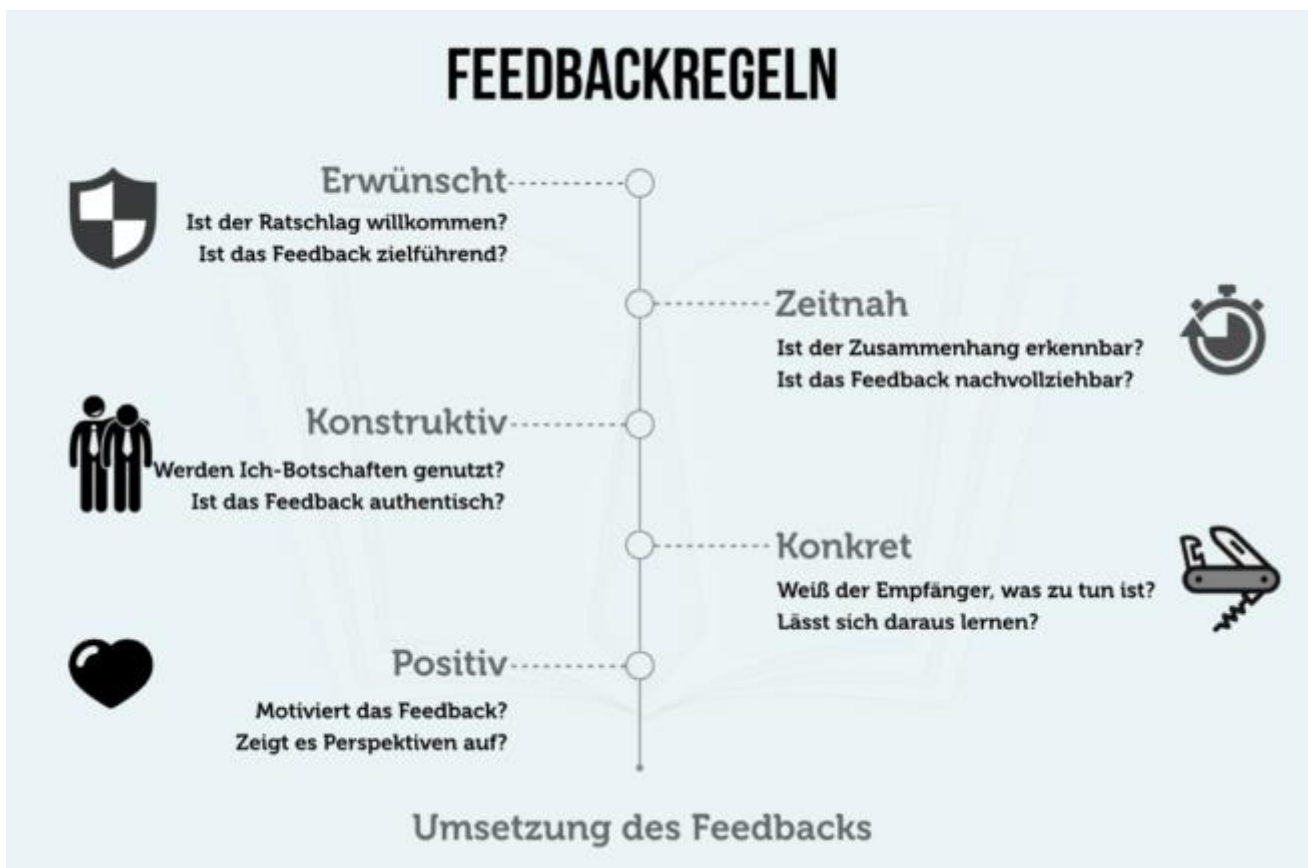 FEEDBACKREGELN
Erwünscht
Ist der Ratschlag willkommen?
Ist das Feedback zielführend?
Zeitnah
Ist der Zusammenhang erkennbar?
Ist das Feedback nachvollziehbar?
Konstruktiv
Werden Ich-Botschaften genutzt?
Ist das Feedback authentisch?
Konkret
Weiß der Empfänger, was zu tun ist?
Lässt sich daraus lernen?
Positiv
Motiviert das Feedback?
Zeigt es Perspektiven auf?
Umsetzung des Feedbacks